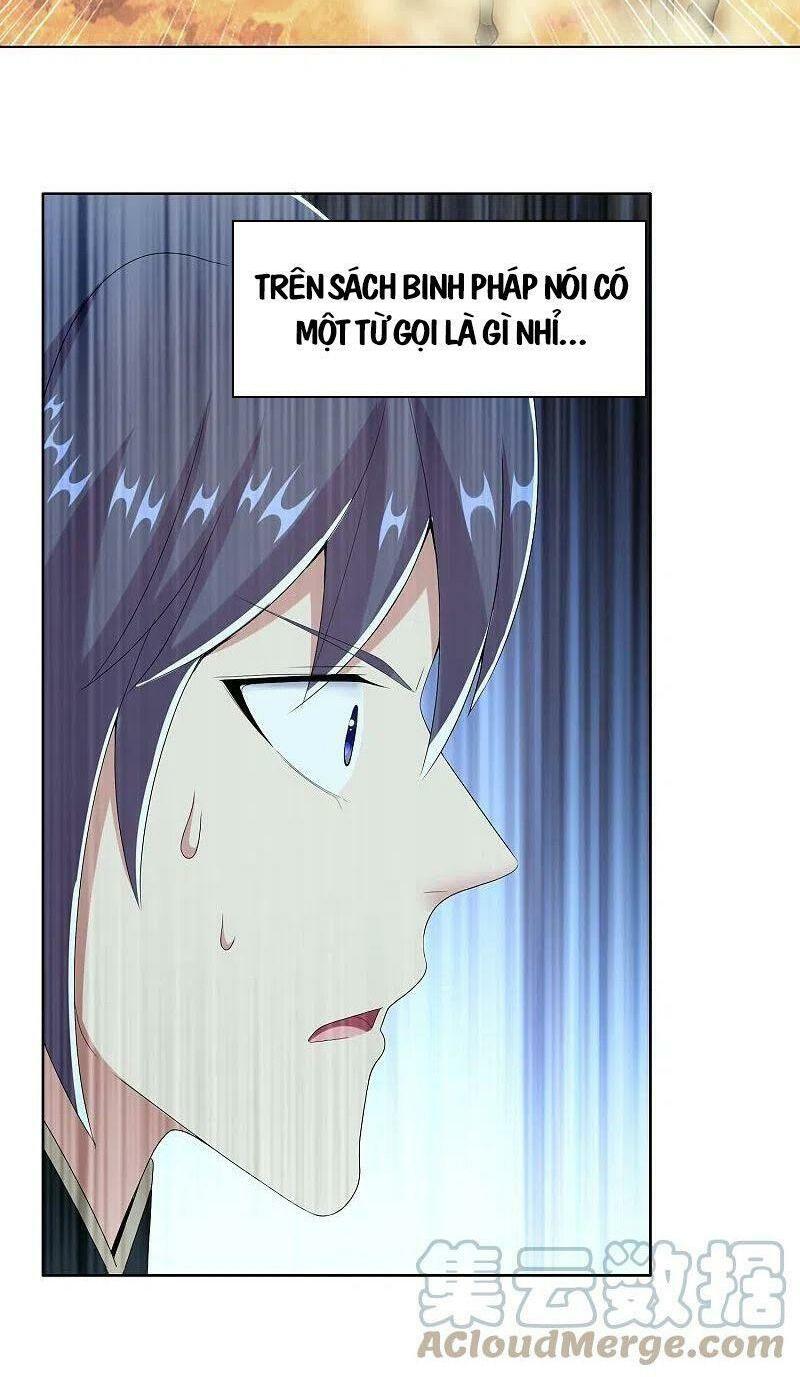 TRÊN SÁCH BINH PHÁP NÓI CÓ
MỘT TỪ GỌI LÀ GÌ NHỈ...
集云数据
ACloudMerge.com